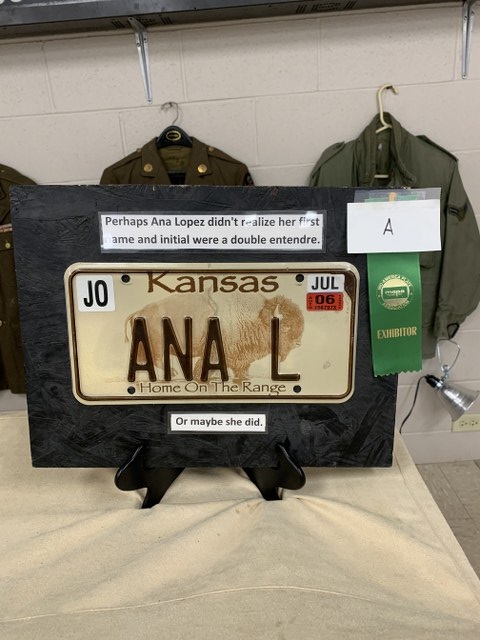 Perhaps Ana Lopez didn't realize her first
name and initial were a double entendre.
A
JO
Kansas
JUL
06
ANA L
Home On The Range
EXHIBITOR
Or maybe she did.